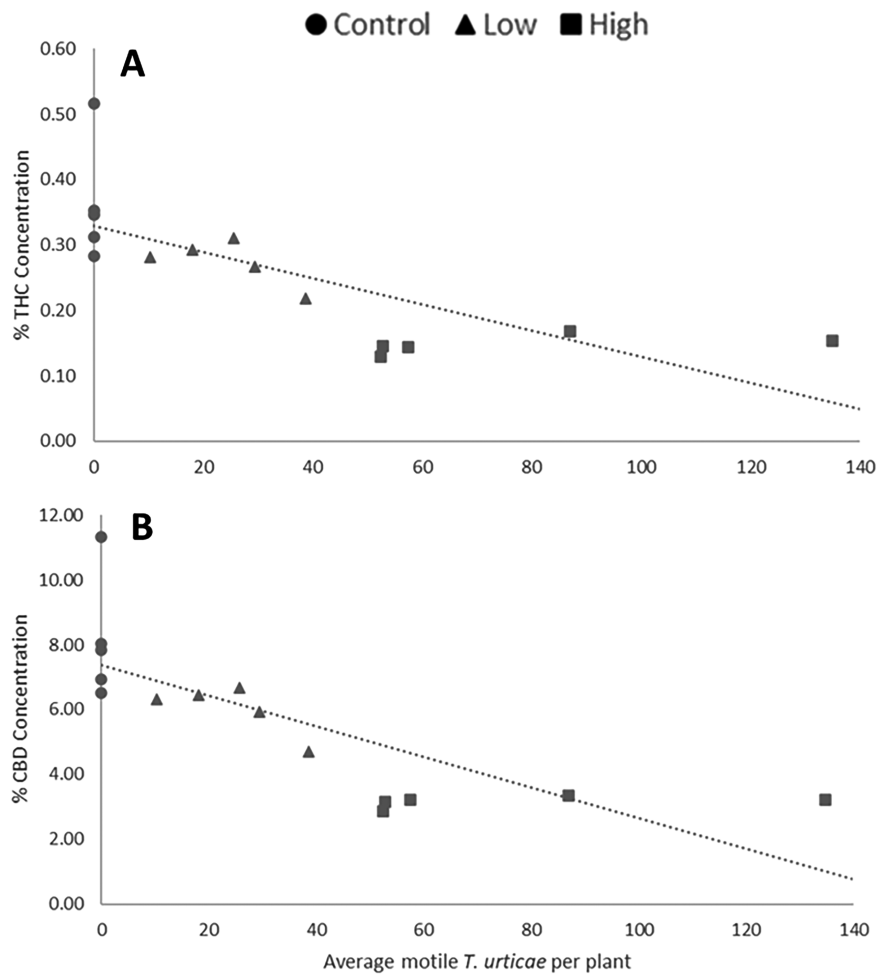 Control Low High
A
% THC Concentration
0.60
0.50
0.40
0.30
0.20
0.10
0.00
0 20 40 60 80 100 120 140
B
% CBD Concentration
12.00
10.00
8.00
6.00
4.00
2.00
0.00
0 20 40 60 80 100 120 140
Average motile T. urticae per plant